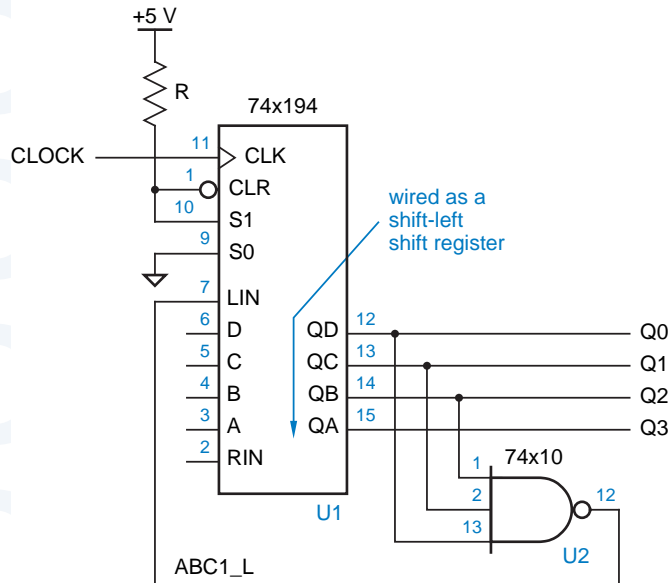 +5 V
R
74x194
CLOCK
11
CLK
1
CLR
10
S1
9
S0
wired as a
shift-left
shift register
7
LIN
6
D
QD
12
Q0
5
C
QC
13
Q1
4
B
QB
14
Q2
3
A
QA
15
Q3
2
RIN
74x10
1
2
12
13
U1
U2
ABC1_L